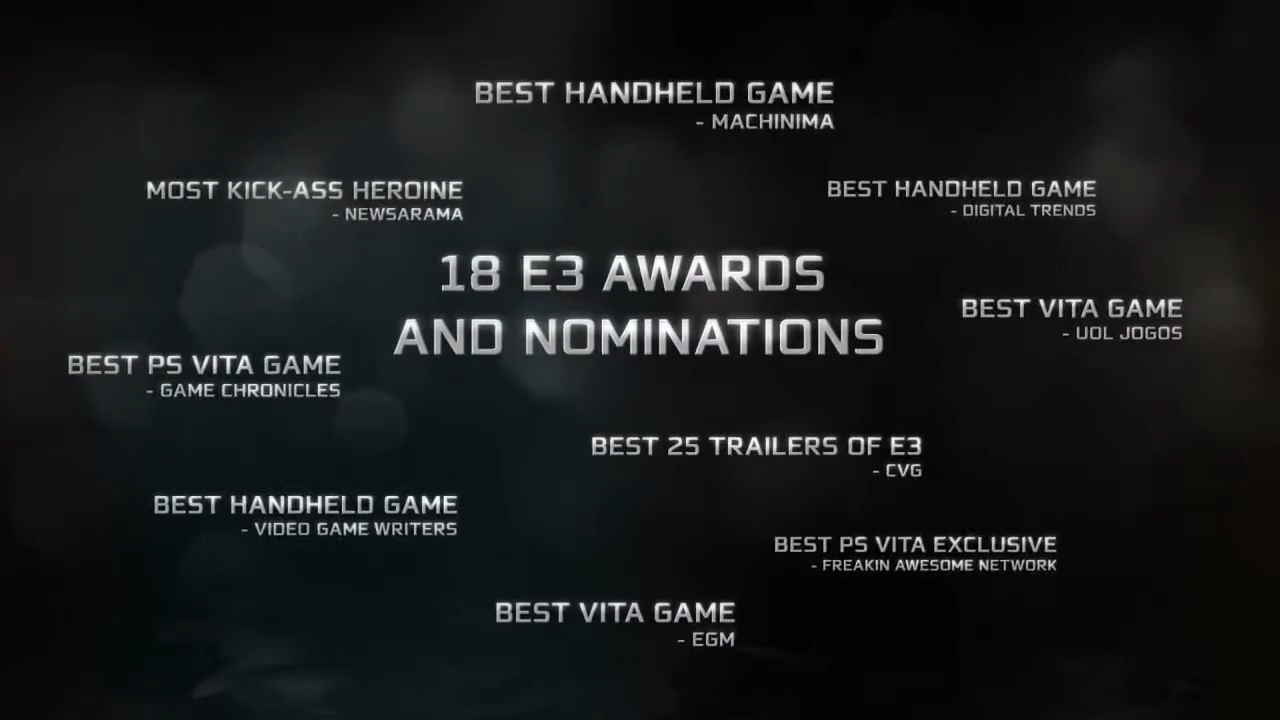 BEST HANDHELD GAME
- MACHINIMA
MOST KICK-ASS HEROINE
- NEWSARAMA
BEST HANDHELD GAME
- DIGITAL TRENDS
18 E3 AWARDS
AND NOMINATIONS
BEST VITA GAME
- UOL JOGOS
BEST PS VITA GAME
- GAME CHRONICLES
BEST 25 TRAILERS OF E3
- CVG
BEST HANDHELD GAME
- VIDEO GAME WRITERS
BEST PS VITA EXCLUSIVE
- FREAKIN AWESOME NETWORK
BEST VITA GAME
- EGM